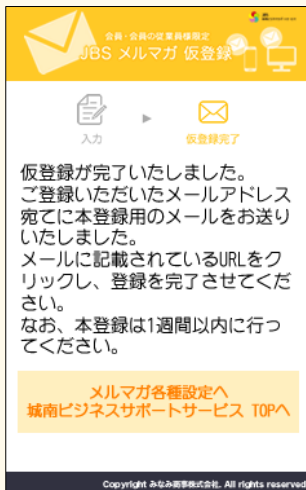 会員・会員の従業員様限定
JBS メルマガ 仮登録
入力
仮登録完了
仮登録が完了いたしました。
ご登録いただいたメールアドレス
宛てに本登録用のメールをお送り
いたしました。
メールに記載されているURLをク
リックし、登録を完了させてくだ
さい。
なお、本登録は1週間以内に行っ
てください。
メルマガ各種設定へ
城南ビジネスサポートサービス TOPへ
Copyright みなみ商事株式会社. All rights reserved